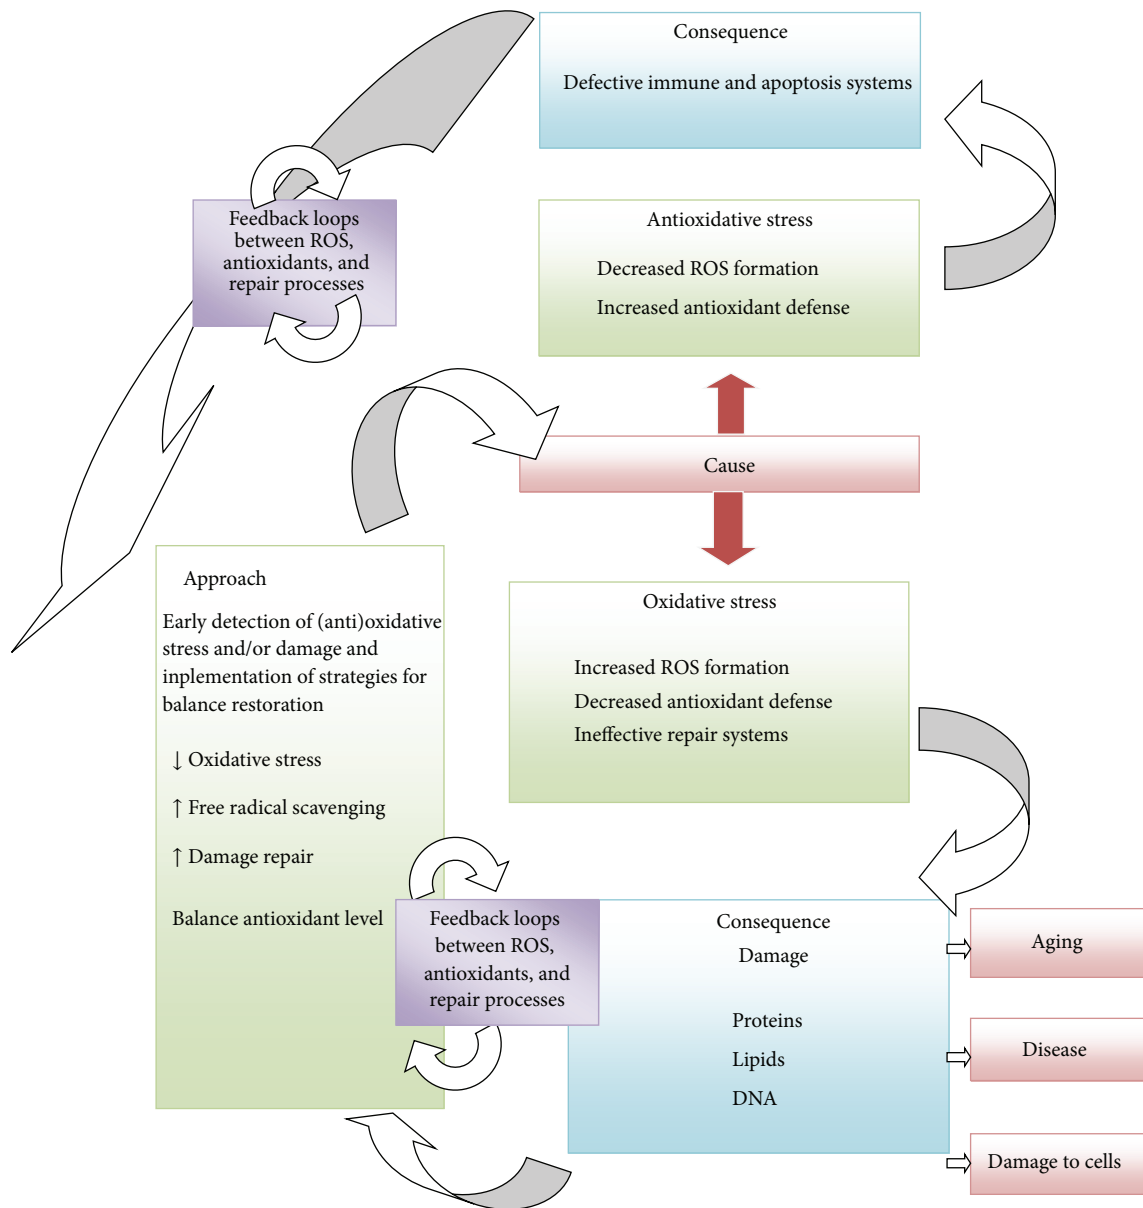 Consequence
Defective immune and apoptosis systems
Feedback loops
between ROS,
antioxidants, and
repair processes
Antioxidative stress
Decreased ROS formation
Increased antioxidant defense
Cause
Approach
Early detection of (anti)oxidative
stress and/or damage and
inplementation of strategies for
balance restoration
↓ Oxidative stress
↑ Free radical scavenging
↑ Damage repair
Balance antioxidant level
Oxidative stress
Increased ROS formation
Decreased antioxidant defense
Ineffective repair systems
Feedback loops
between ROS,
antioxidants, and
repair processes
Consequence
Damage
Proteins
Lipids
DNA
Aging
Disease
Damage to cells